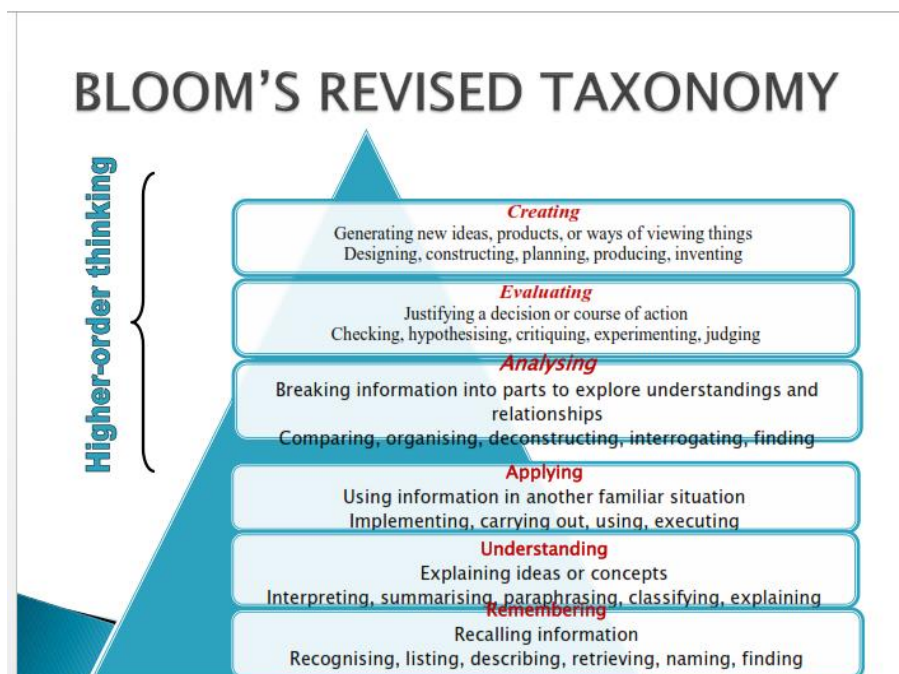 BLOOM'S REVISED TAXONOMY
Higher-order thinking
Creating
Generating new ideas, products, or ways of viewing things
Designing, constructing, planning, producing, inventing
Evaluating
Justifying a decision or course of action
Checking, hypothesising, critiquing, experimenting, judging
Analysing
Breaking information into parts to explore understandings and
relationships
Comparing, organising, deconstructing, interrogating, finding
Applying
Using information in another familiar situation
Implementing, carrying out, using, executing
Understanding
Explaining ideas or concepts
Interpreting, summarising, paraphrasing, classifying, explaining
Remembering
Recalling information
Recognising, listing, describing, retrieving, naming, finding